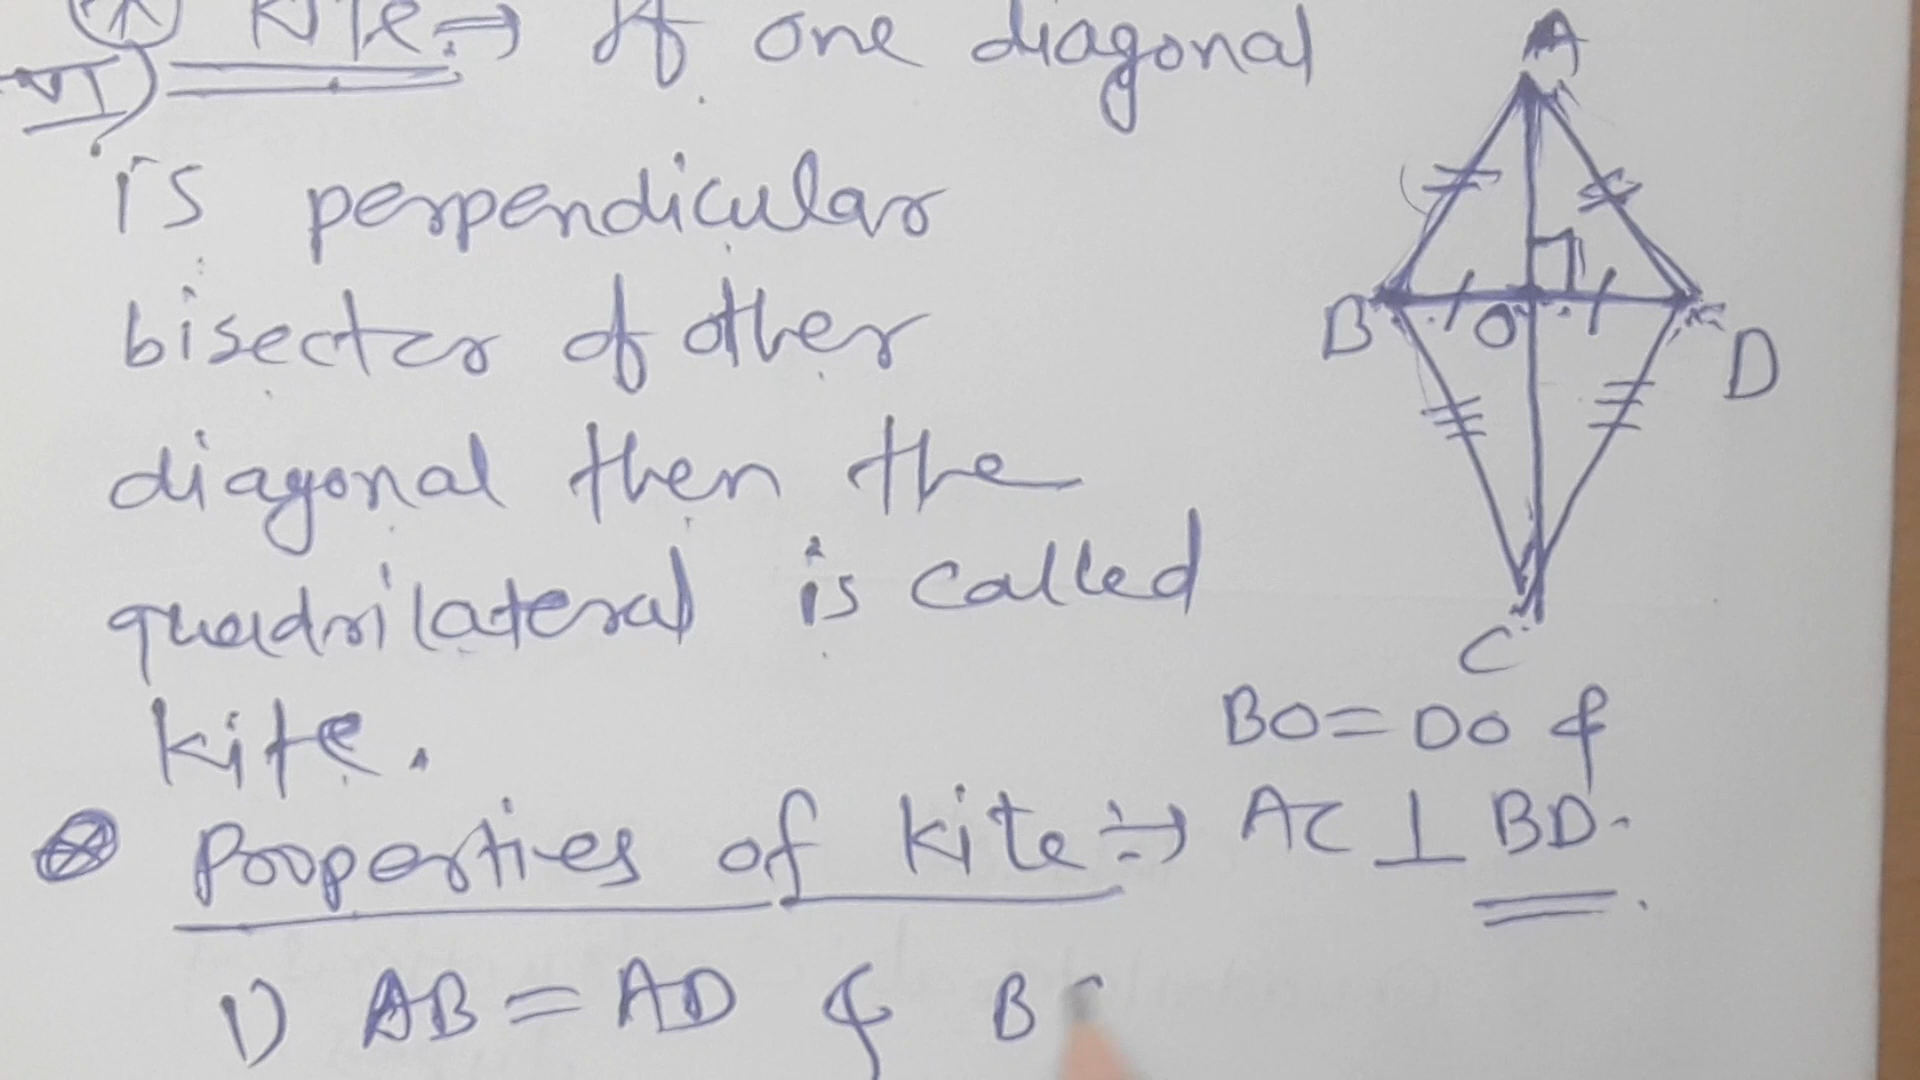 VI) Kite :→ If one diagonal
is perpendicular
bisector of other
diagonal then the
quadrilateral is called
kite.
A
B
O
D
C
BO = DO &
AC ⊥ BD.
⊗ Properties of kite :→
1) AB = AD & B